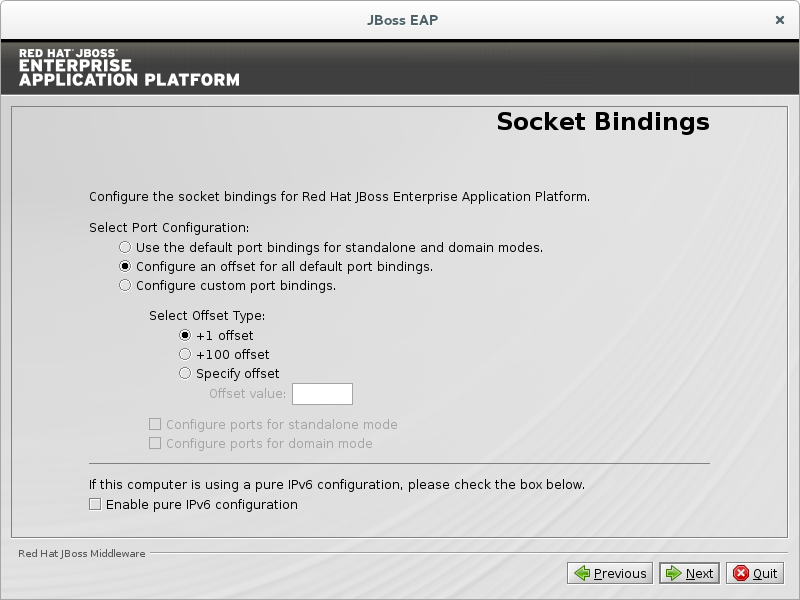 JBoss EAP
RED HAT JBOSS
ENTERPRISE
APPLICATION PLATFORM
Socket Bindings
Configure the socket bindings for Red Hat JBoss Enterprise Application Platform.
Select Port Configuration:
Use the default port bindings for standalone and domain modes.
Configure an offset for all default port bindings.
Configure custom port bindings.
Select Offset Type:
+1 offset
+100 offset
Specify offset
Offset value:
Configure ports for standalone mode
Configure ports for domain mode
If this computer is using a pure IPv6 configuration, please check the box below.
Enable pure IPv6 configuration
Red Hat JBoss Middleware
Previous Next Quit